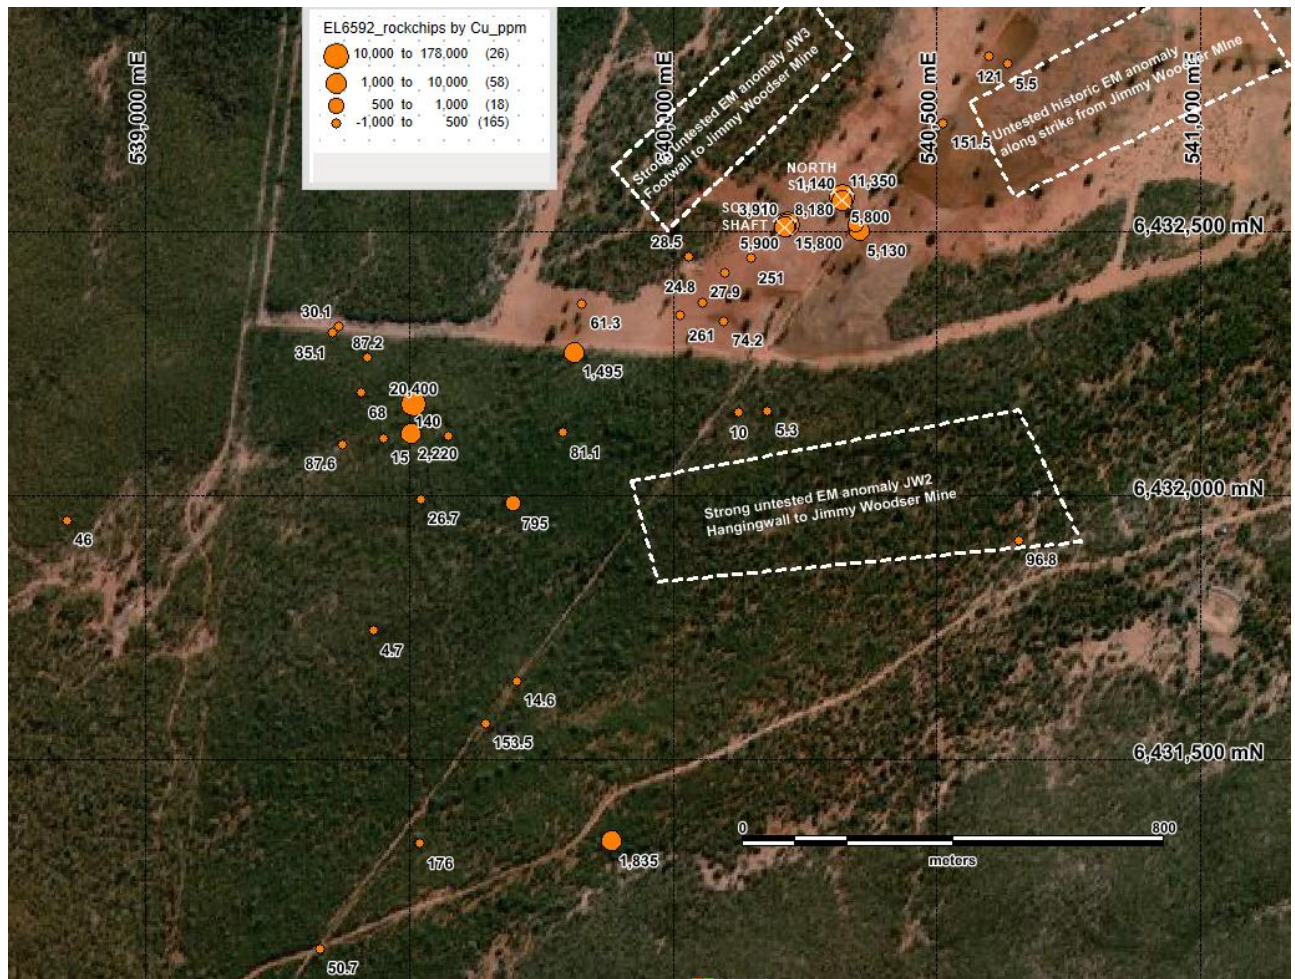 EL6592_rockchips by Cu_ppm
10,000 to 178,000 (26)
1,000 to 10,000 (58)
500 to 1,000 (18)
-1,000 to 500 (165)
539,000 mE
540,000 mE
540,500 mE
541,000 mE
Strong untested EM anomaly JW3
Footwall to Jimmy Woodser Mine
Untested historic EM anomaly
along strike from Jimmy Woodser Mine
121
5.5
151.5
NORTH
1,140
11,350
3,910
8,180
5,800
SHAFT
5,900
15,800
5,130
6,432,500 mN
28.5
251
24.8
27.9
30.1
61.3
261
74.2
35.1
87.2
1,495
20,400
68
140
10
5.3
87.6
15
2,220
81.1
6,432,000 mN
Strong untested EM anomaly JW2
Hangingwall to Jimmy Woodser Mine
26.7
795
46
96.8
4.7
14.6
153.5
6,431,500 mN
0
800
meters
176
1,835
50.7